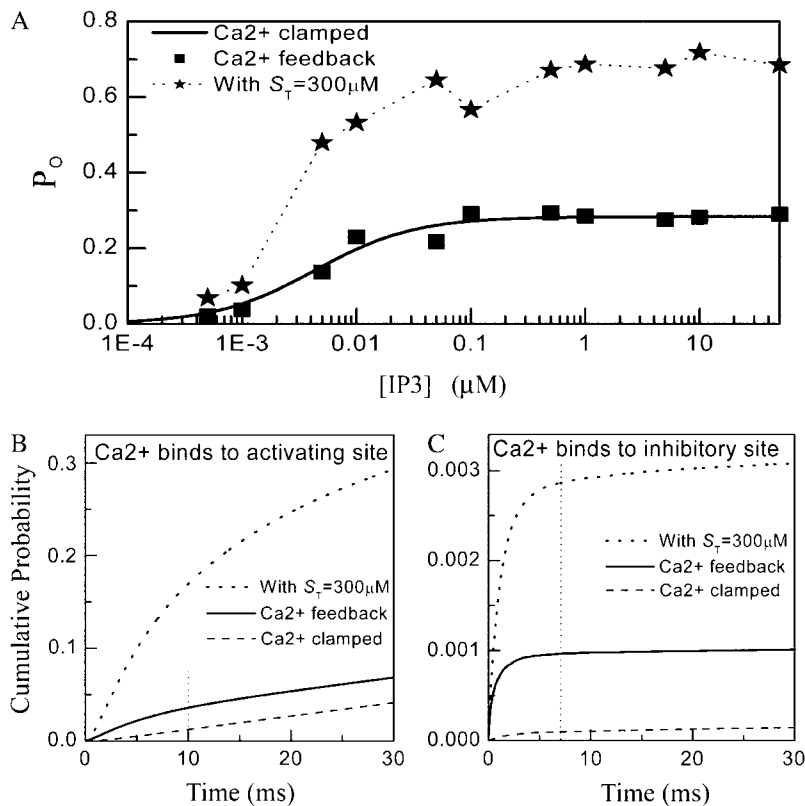 A
Ca2+ clamped
Ca2+ feedback
With S_T=300μM
P_O
0.8
0.6
0.4
0.2
0.0
1E-4 1E-3 0.01 0.1 1 10
[IP3] (μM)
B
Ca2+ binds to activating site
Cumulative Probability
0.3
0.2
0.1
0.0
With S_T=300μM
Ca2+ feedback
Ca2+ clamped
0 10 20 30
Time (ms)
C
Ca2+ binds to inhibitory site
0.003
0.002
0.001
0.000
With S_T=300μM
Ca2+ feedback
Ca2+ clamped
0 10 20 30
Time (ms)